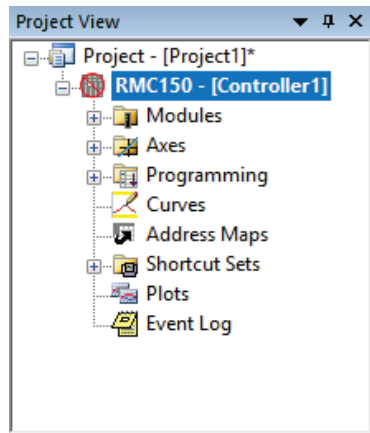 Project View
Project - [Project1]*
RMC150 - [Controller1]
Modules
Axes
Programming
Curves
Address Maps
Shortcut Sets
Plots
Event Log